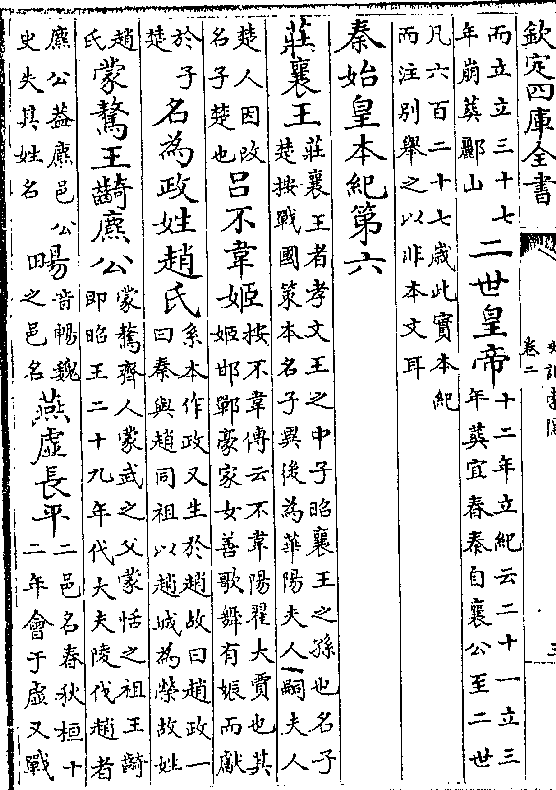 欽定四庫全書
卷二
三
而立立三十七
年崩葬酈山
二世皇帝
十二年立紀云二十一立三
年葬宜春秦自襄公至二世
凡六百二十七歲此實本紀
而注別舉之以非本文耳
秦始皇本紀第六
莊襄王
莊襄王者孝文王之中子昭襄王之孫也名子
楚按戰國策本名子異後為華陽夫人嗣夫人
楚人因改
名子楚也
呂不韋姬
按不韋傳云不韋陽翟大賈也其
姬邯鄲豪家女善歌舞有娠而獻
於子
楚
名為政姓趙氏
系本作政又生於趙故曰趙政一
曰秦與趙同祖以趙城為榮故姓
趙
氏
蒙驁王齮麃公
蒙驁齊人蒙武之父蒙恬之祖王齮
即昭王二十九年代大夫陵伐趙者
麃公蓋麃邑公
史失其姓名
畼
音暢魏
之邑名
燕虛長平
二邑名春秋桓十
二年會于虛又戰